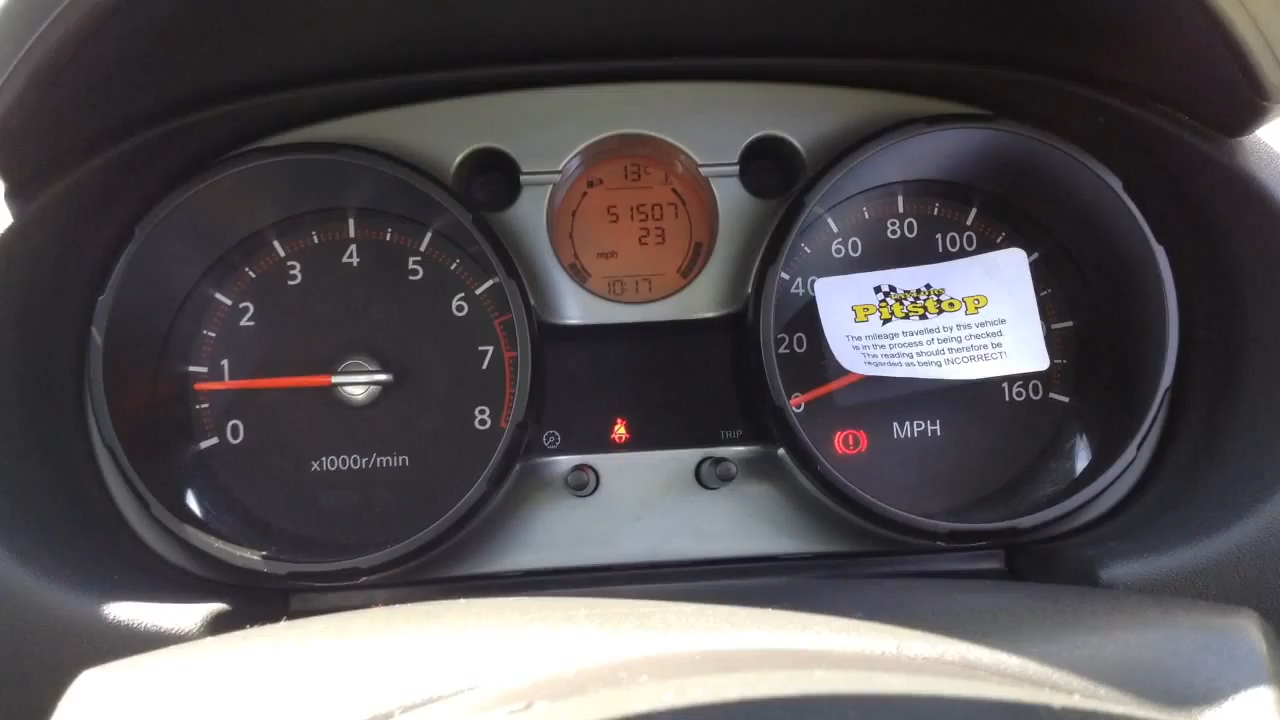 13°C
51507
23
mph
10:17
0
1
2
3
4
5
6
7
8
x1000r/min
TRIP
0
20
40
60
80
100
160
MPH
Pitstop
The mileage travelled by this vehicle
is in the process of being checked.
The reading should therefore be
regarded as being INCORRECT!